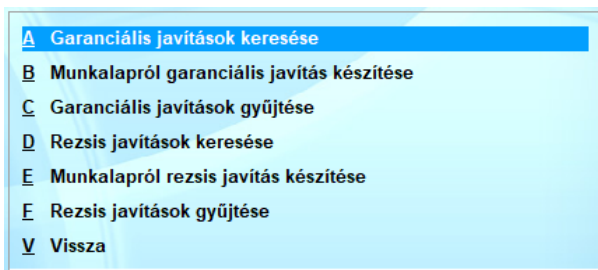 A Garanciális javítások keresése
B Munkalapról garanciális javítás készítése
C Garanciális javítások gyűjtése
D Rezsis javítások keresése
E Munkalapról rezsis javítás készítése
F Rezsis javítások gyűjtése
V Vissza